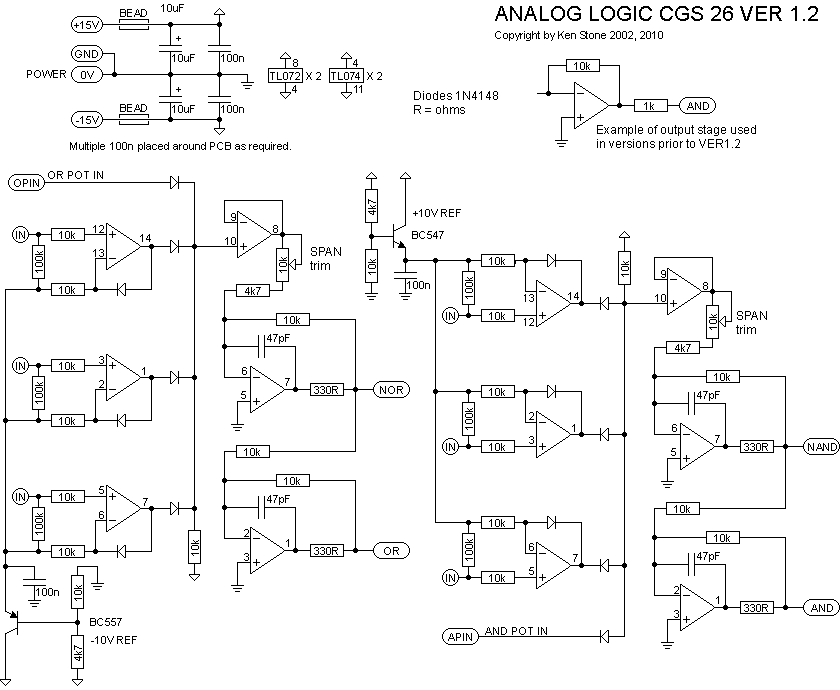 ANALOG LOGIC CGS 26 VER 1.2
Copyright by Ken Stone 2002, 2010
BEAD
10uF
+15V
+
10uF
100n
GND
POWER
0V
+
10uF
100n
BEAD
-15V
Multiple 100n placed around PCB as required.
8
TL072
X 2
4
4
TL074
X 2
11
Diodes 1N4148
R = ohms
10k
1k
AND
Example of output stage used
in versions prior to VER1.2
OPIN
OR POT IN
IN
10k
12
13
14
100k
10k
9
8
10
10k
SPAN
trim
4k7
10k
47pF
6
7
5
330R
NOR
IN
10k
3
1
2
100k
10k
10k
10k
47pF
2
1
3
330R
OR
IN
10k
5
7
6
100k
10k
10k
100n
10k
BC557
-10V REF
4k7
4k7
+10V REF
BC547
10k
100n
10k
100k
13
14
12
IN
10k
10k
100k
2
1
3
IN
10k
10k
100k
6
7
5
IN
10k
APIN
AND POT IN
10k
9
8
10
10k
SPAN
trim
4k7
10k
47pF
6
7
5
330R
NAND
10k
10k
47pF
2
1
3
330R
AND